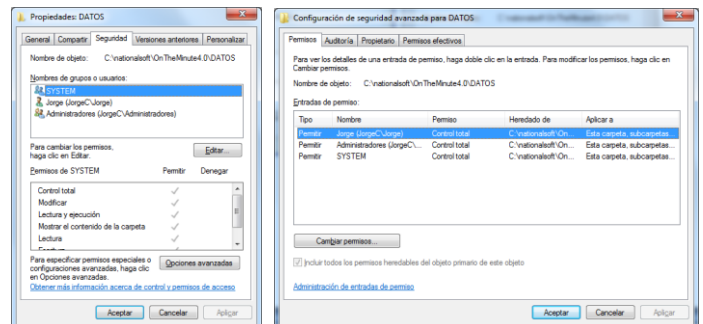 Propiedades: DATOS
General Compartir Seguridad Versiones anteriores Personalizar
Nombre de objeto: C:\nationalsoft\OnTheMinute4.0\DATOS
Nombres de grupos o usuarios:
SYSTEM
Jorge (JorgeC\Jorge)
Administradores (JorgeC\Administradores)
Para cambiar los permisos,
haga clic en Editar.
Editar...
Permisos de SYSTEM Permitir Denegar
Control total
Modificar
Lectura y ejecución
Mostrar el contenido de la carpeta
Lectura
Para especificar permisos especiales o
configuraciones avanzadas, haga clic
en Opciones avanzadas.
Opciones avanzadas
Obtener más información acerca de control y permisos de acceso
Aceptar Cancelar Aplicar
Configuración de seguridad avanzada para DATOS
Permisos Auditoría Propietario Permisos efectivos
Para ver los detalles de una entrada de permiso, haga doble clic en la entrada. Para modificar los permisos, haga clic en
Cambiar permisos.
Nombre de objeto: C:\nationalsoft\OnTheMinute4.0\DATOS
Entradas de permiso:
Tipo Nombre Permiso Heredado de Aplicar a
Permitir Jorge (JorgeC\Jorge) Control total C:\nationalsoft\On... Esta carpeta, subcarpetas...
Permitir Administradores (JorgeC\... Control total C:\nationalsoft\On... Esta carpeta, subcarpetas...
Permitir SYSTEM Control total C:\nationalsoft\On... Esta carpeta, subcarpetas...
Cambiar permisos...
Incluir todos los permisos heredables del objeto primario de este objeto
Administración de entradas de permiso
Aceptar Cancelar Aplicar